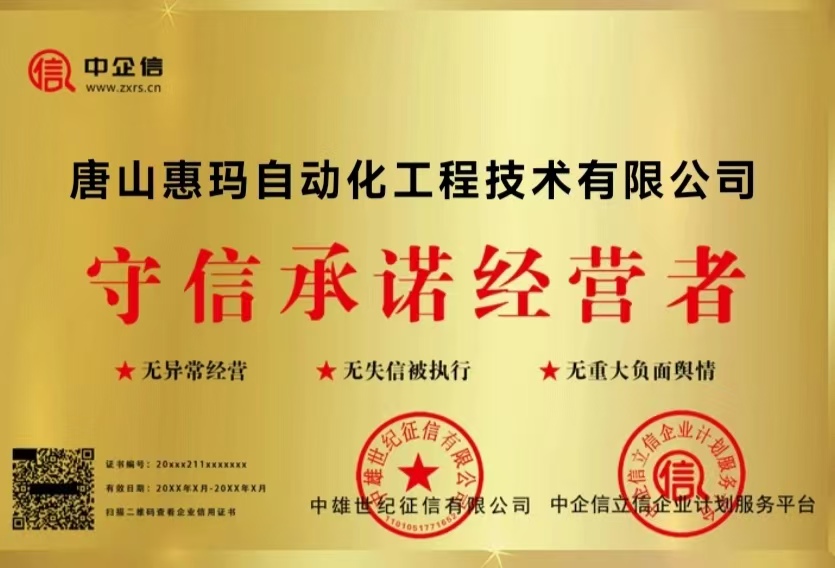 中企信
www.zxrs.cn
唐山惠玛自动化工程技术有限公司
守信承诺经营者
★无异常经营 ★无失信被执行 ★无重大负面舆情
证书编号：20xxx211xxxxxxx
有效日期：20XX年X月-20XX年X月
扫描二维码查看企业信用证书
中雄世纪征信有限公司
中雄世纪征信有限公司
中企信立信企业计划服务平台
信
中企信立信企业计划服务平台